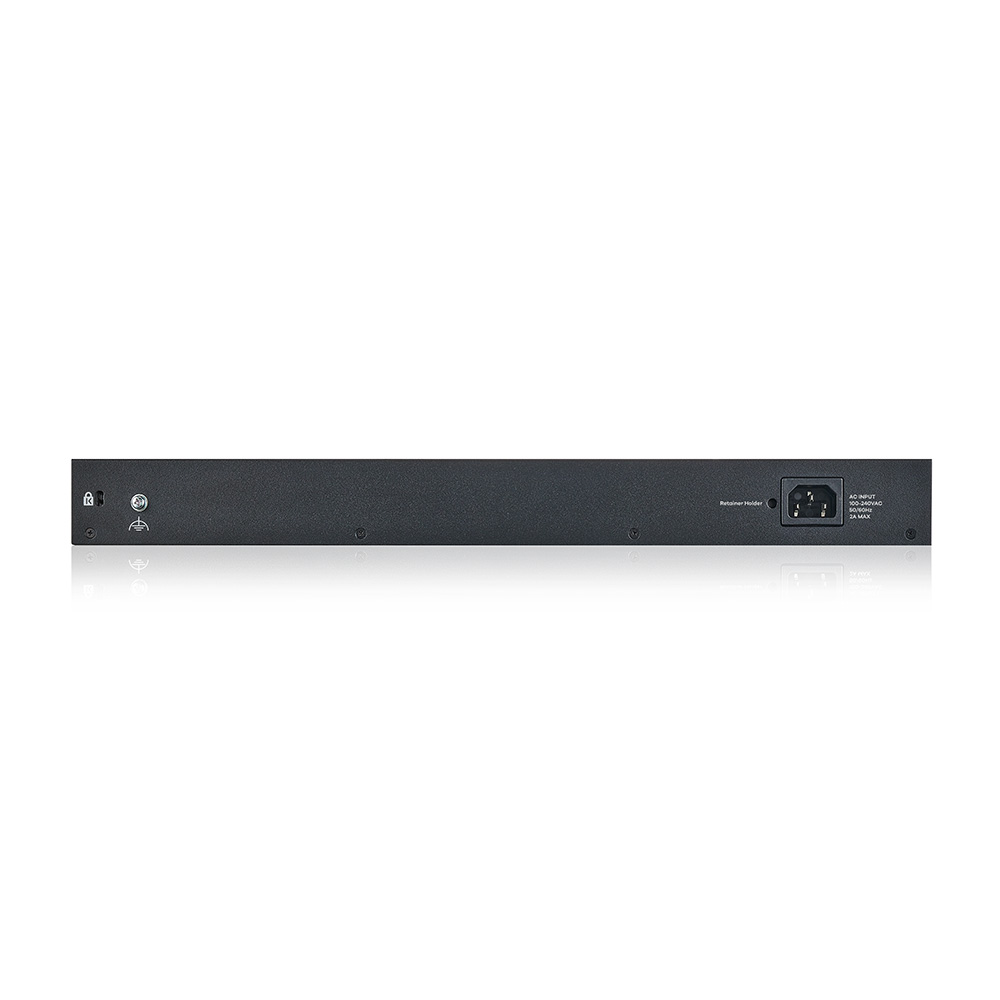 K
Retainer Holder
AC INPUT
100-240VAC
50/60Hz
2A MAX